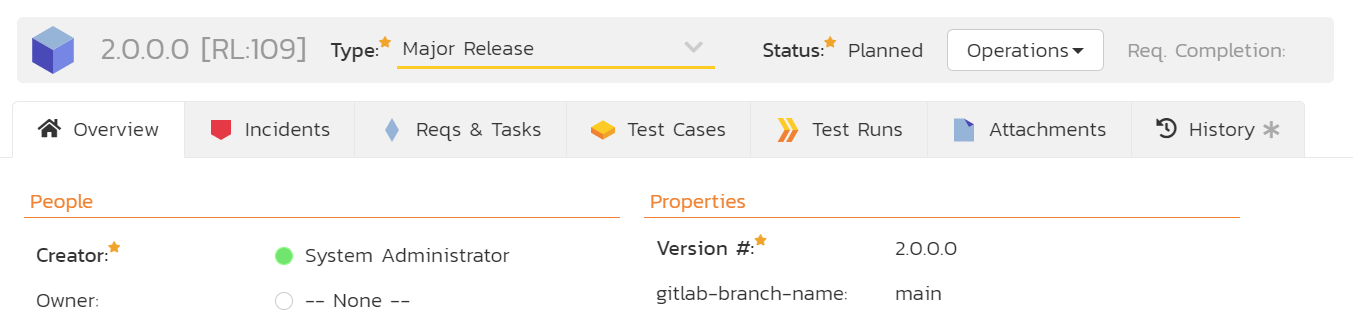 2.0.0.0 [RL:109] Type: Major Release Status: Planned Operations Req. Completion:
Overview Incidents Reqs & Tasks Test Cases Test Runs Attachments History
People Properties
Creator: System Administrator Version #: 2.0.0.0
Owner: -- None -- gitlab-branch-name: main